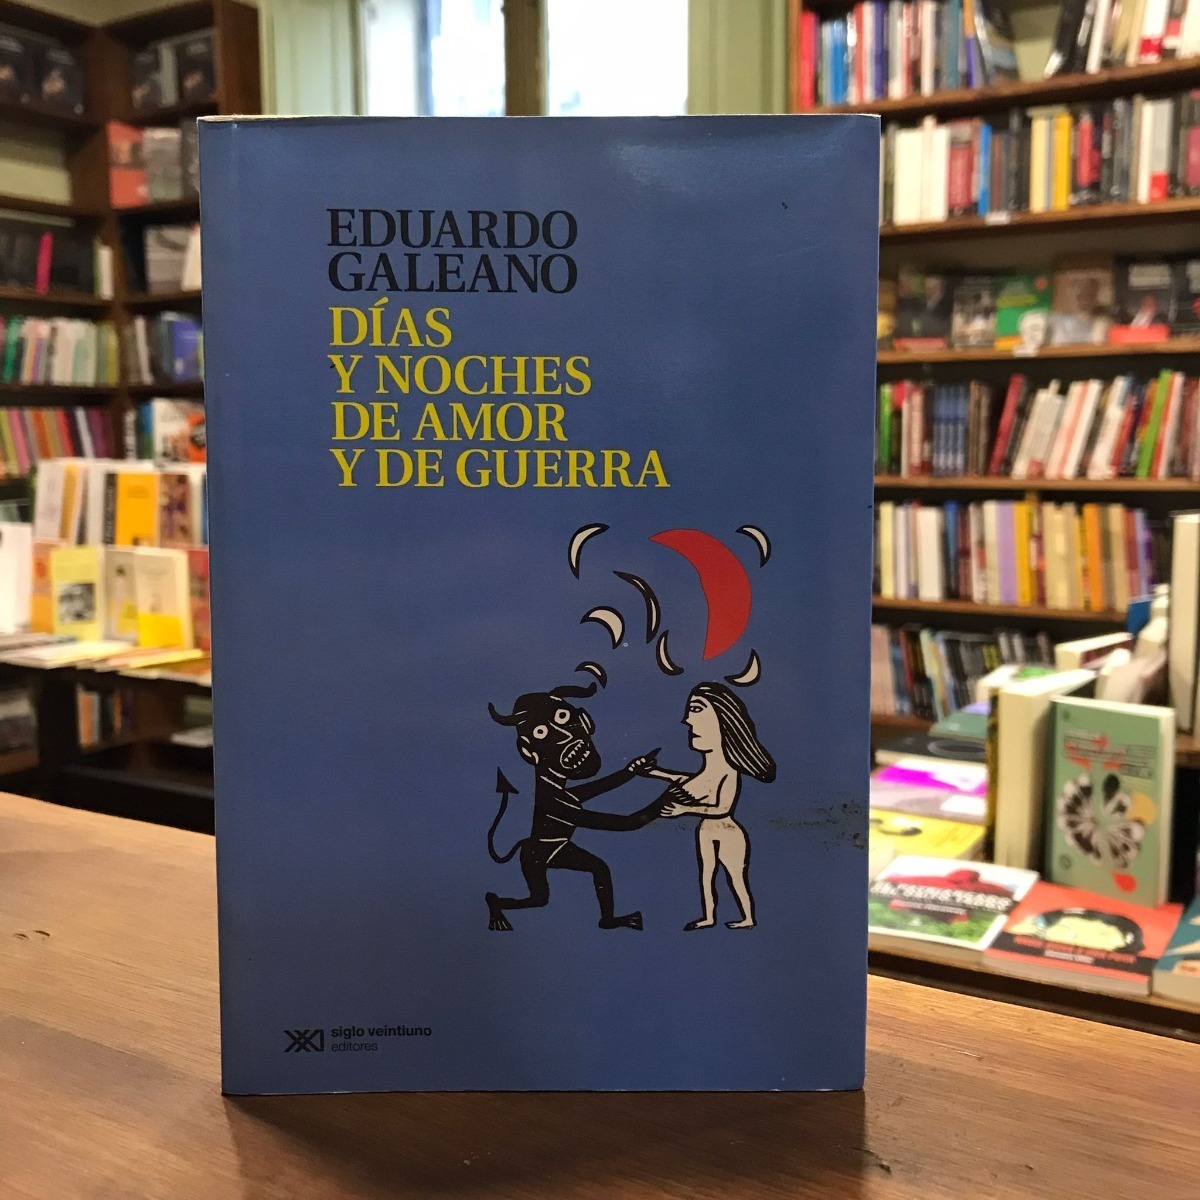 EDUARDO
GALEANO
DÍAS
Y NOCHES
DE AMOR
Y DE GUERRA
siglo veintiuno
editores